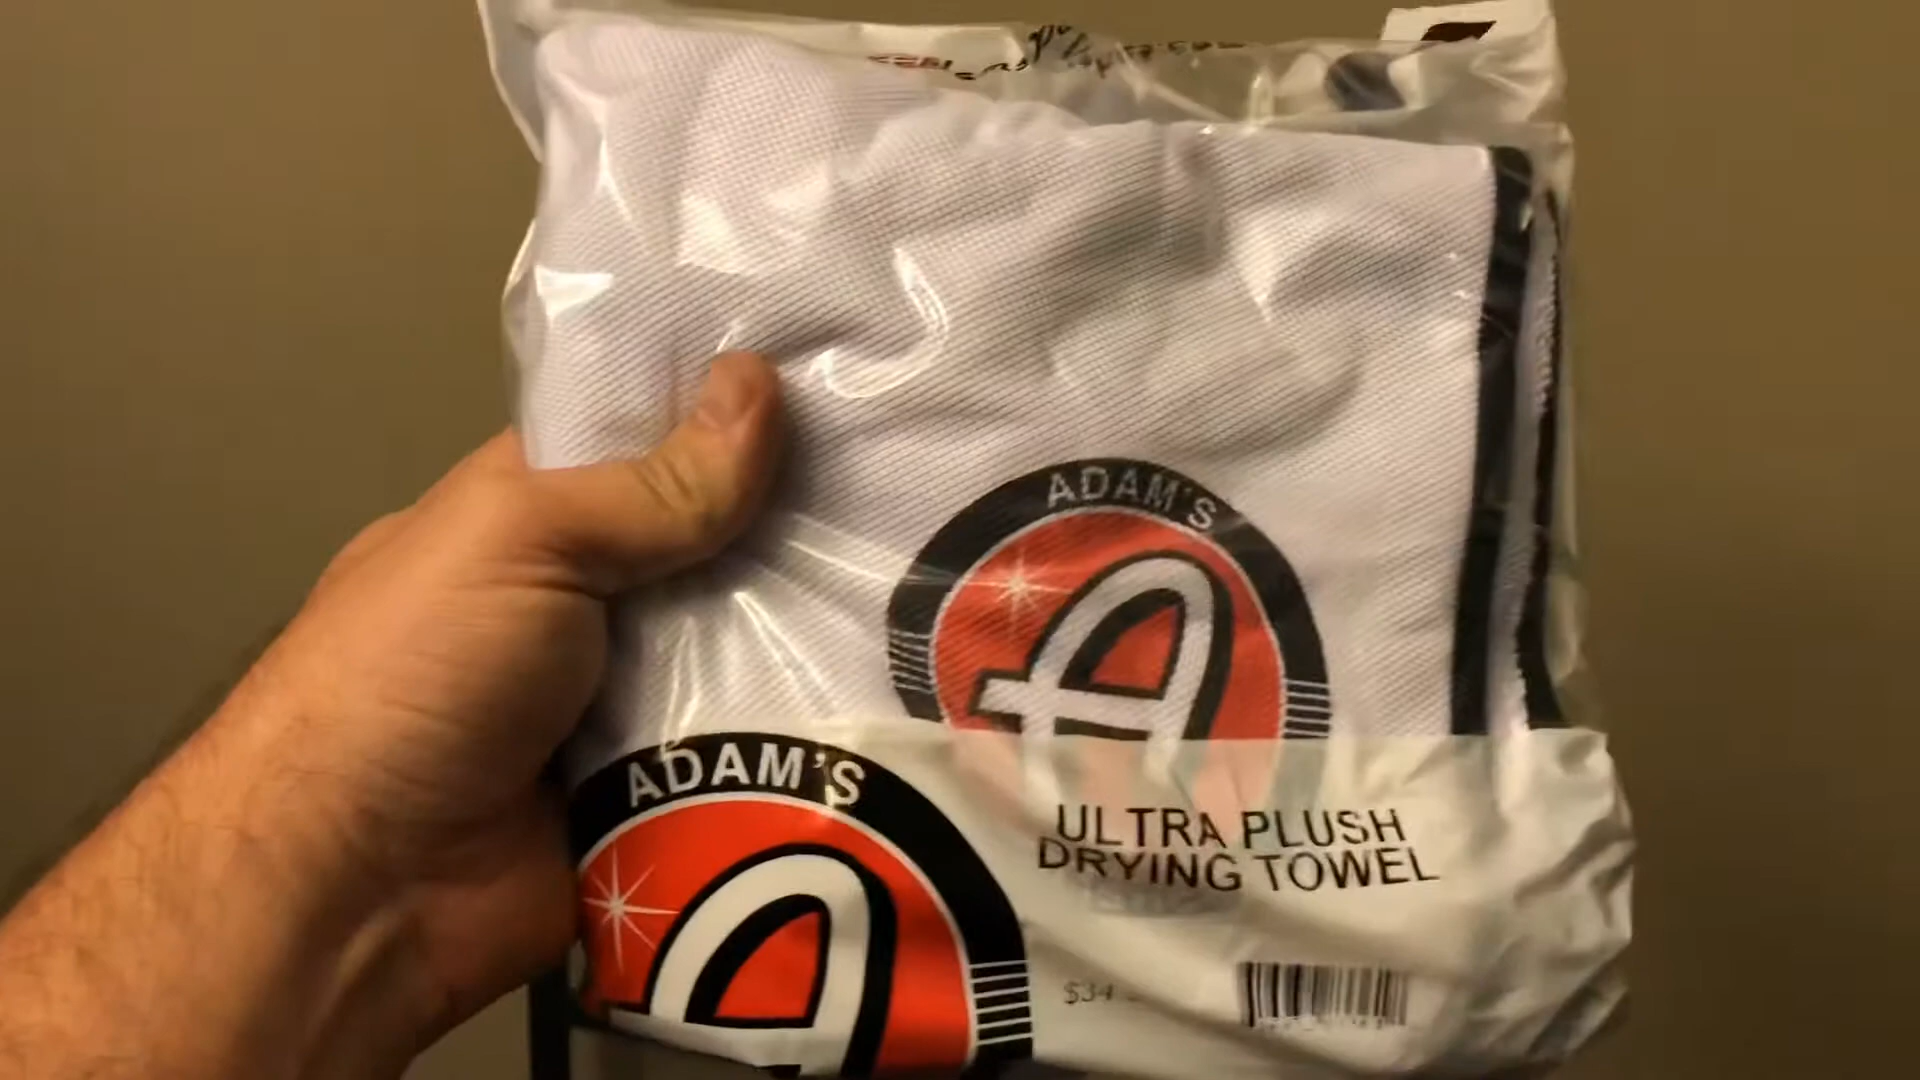 ADAM'S
A
ADAM'S
A
ULTRA PLUSH
DRYING TOWEL